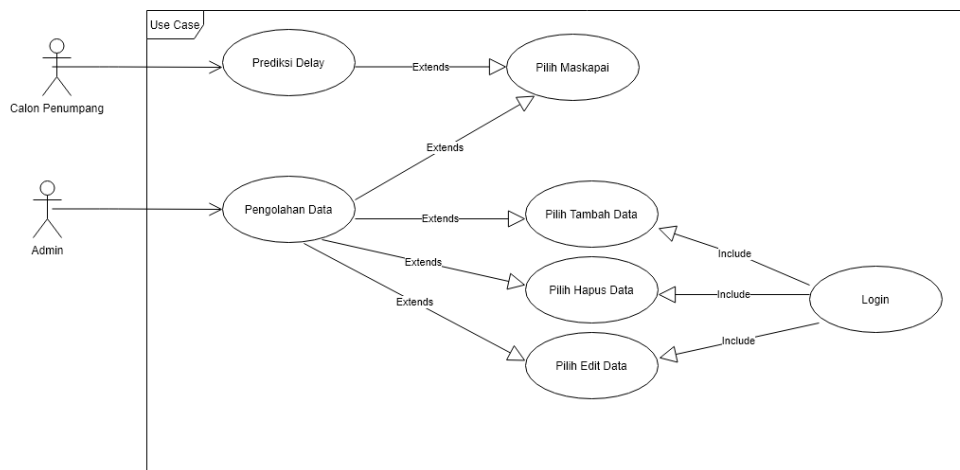 Use Case
Prediksi Delay
Extends
Pilih Maskapai
Calon Penumpang
Extends
Pengolahan Data
Extends
Pilih Tambah Data
Admin
Include
Extends
Pilih Hapus Data
Include
Login
Extends
Include
Pilih Edit Data